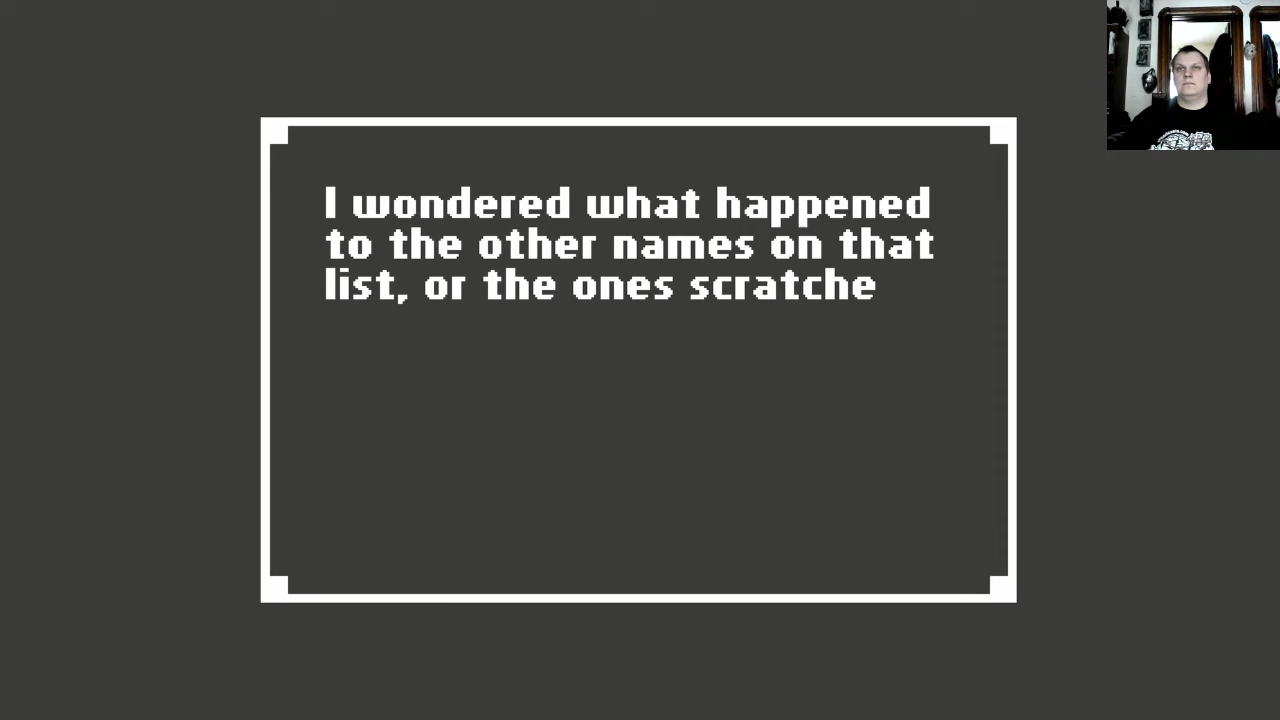 I wondered what happened
to the other names on that
list, or the ones scratche